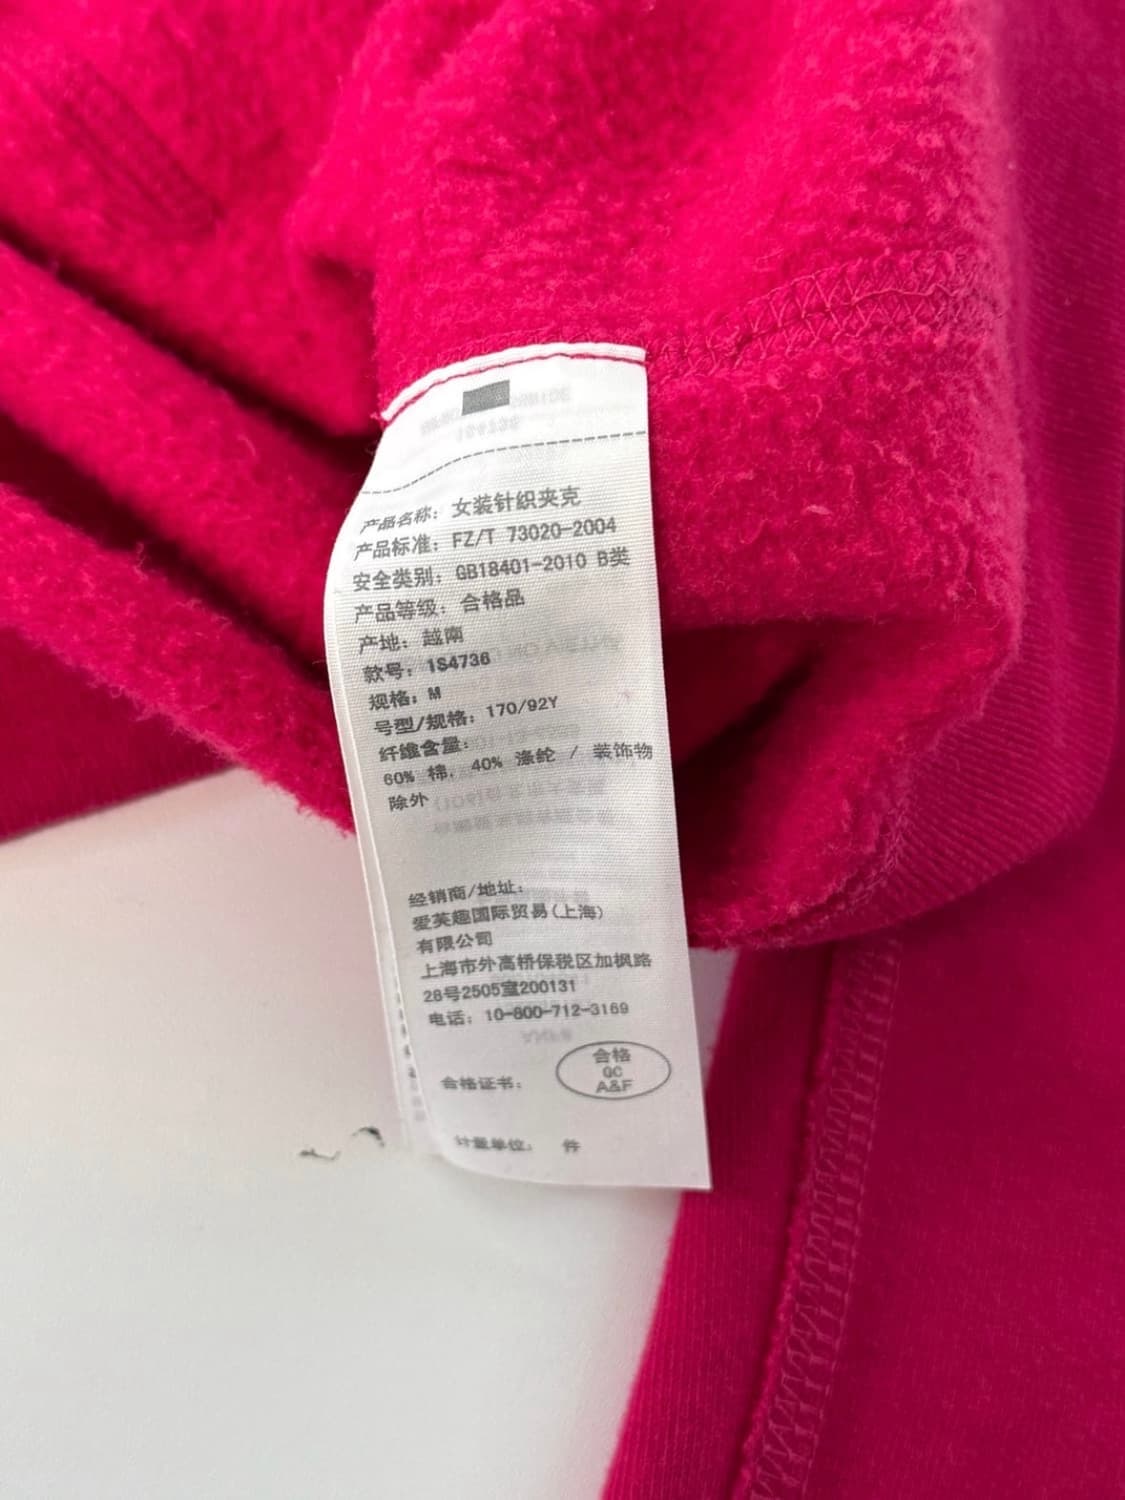 产品名称: 女装针织夹克
产品标准: FZ/T 73020-2004
安全类别: GB18401-2010 B类
产品等级: 合格品
产地: 越南
款号: 1S4736
规格: M
号型/规格: 170/92Y
纤维含量:
60% 棉, 40% 涤纶 / 装饰物
除外
经销商/地址:
爱芙趣国际贸易(上海)
有限公司
上海市外高桥保税区加枫路
28号2505室200131
电话: 10-800-712-3169
合格
QC
合格证书:
A&F
计量单位: 件